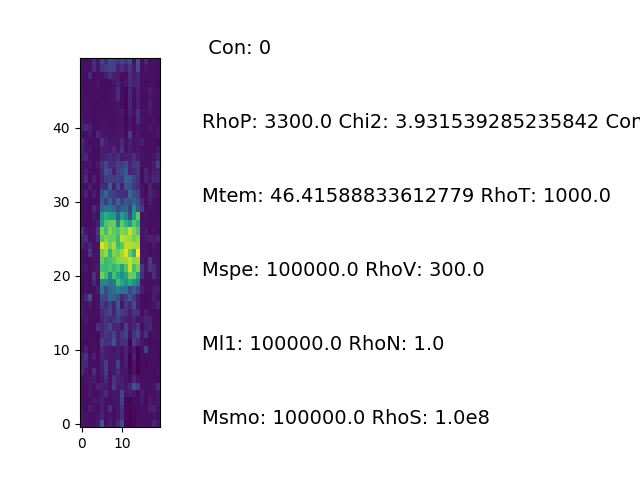 Con: 0
RhoP: 3300.0 Chi2: 3.931539285235842 Con
Mtem: 46.41588833612779 RhoT: 1000.0
Mspe: 100000.0 RhoV: 300.0
Ml1: 100000.0 RhoN: 1.0
Msmo: 100000.0 RhoS: 1.0e8
40
30
20
10
0
0 10